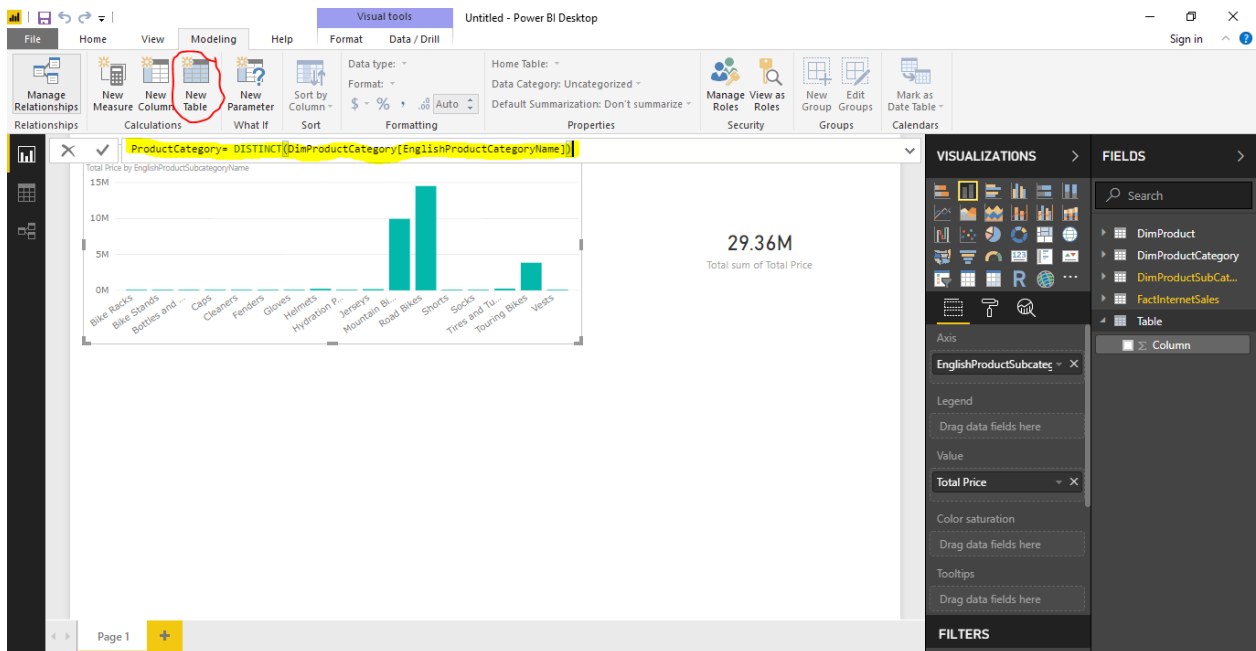 Visual tools
Untitled - Power BI Desktop
File Home View Modeling Help Format Data / Drill Sign in
Manage Relationships
New Measure
New Column
New Table
New Parameter
Sort by Column
Data type:
Format:
$ % , .00 Auto
Home Table:
Data Category: Uncategorized
Default Summarization: Don't summarize
Manage Roles
View as Roles
New Group
Edit Groups
Mark as Date Table
Relationships Calculations What If Sort Formatting Properties Security Groups Calendars
ProductCategory= DISTINCT(DimProductCategory[EnglishProductCategoryName])
Total Price by EnglishProductSubcategoryName
15M
10M
5M
0M
Bike Racks
Bike Stands
Bottles and ...
Caps
Cleaners
Fenders
Gloves
Helmets
Hydration P...
Jerseys
Mountain Bi...
Road Bikes
Shorts
Socks
Tires and Tu...
Touring Bikes
Vests
29.36M
Total sum of Total Price
VISUALIZATIONS
123
R
Axis
EnglishProductSubcateg
Legend
Drag data fields here
Value
Total Price
Color saturation
Drag data fields here
Tooltips
Drag data fields here
FILTERS
FIELDS
Search
DimProduct
DimProductCategory
DimProductSubCat...
FactInternetSales
Table
Σ Column
Page 1